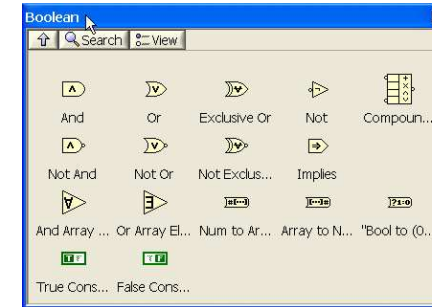 Boolean
Search View
And Or Exclusive Or Not Compoun...
Not And Not Or Not Exclus... Implies
And Array ... Or Array El... Num to Ar... Array to N... "Bool to (0...
True Cons... False Cons...